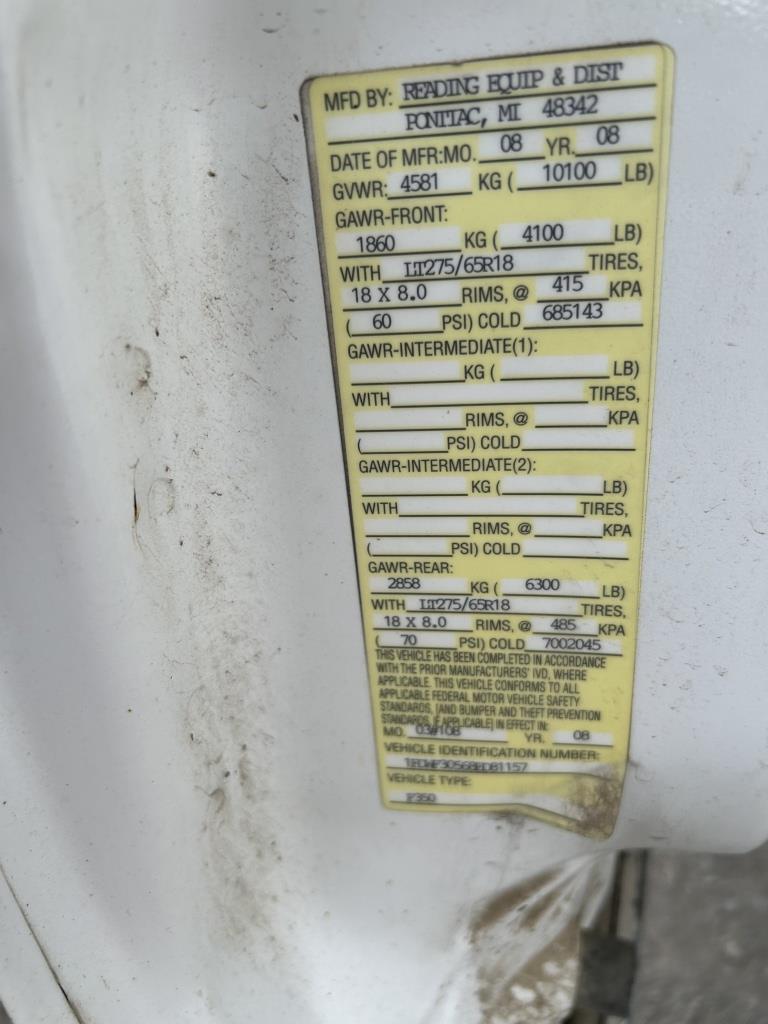 MFD BY: READING EQUIP & DIST
PONTIAC, MI 48342
DATE OF MFR:MO. 08 YR. 08
GVWR: 4581 KG ( 10100 LB)
GAWR-FRONT:
1860 KG ( 4100 LB)
WITH LT275/65R18 TIRES,
18 X 8.0 RIMS, @ 415 KPA
( 60 PSI) COLD 685143
GAWR-INTERMEDIATE(1):
KG ( LB)
WITH TIRES,
RIMS, @ KPA
( PSI) COLD
GAWR-INTERMEDIATE(2):
KG ( LB)
WITH TIRES,
RIMS, @ KPA
( PSI) COLD
GAWR-REAR:
2858 KG ( 6300 LB)
WITH LT275/65R18 TIRES,
18 X 8.0 RIMS, @ 485 KPA
( 70 PSI) COLD 7002045
THIS VEHICLE HAS BEEN COMPLETED IN ACCORDANCE
WITH THE PRIOR MANUFACTURERS' IVD, WHERE
APPLICABLE. THIS VEHICLE CONFORMS TO ALL
APPLICABLE FEDERAL MOTOR VEHICLE SAFETY
STANDARDS, [AND BUMPER AND THEFT PREVENTION
STANDARDS, IF APPLICABLE] IN EFFECT IN:
MO. YR. 08
VEHICLE IDENTIFICATION NUMBER:
VEHICLE TYPE:
F350